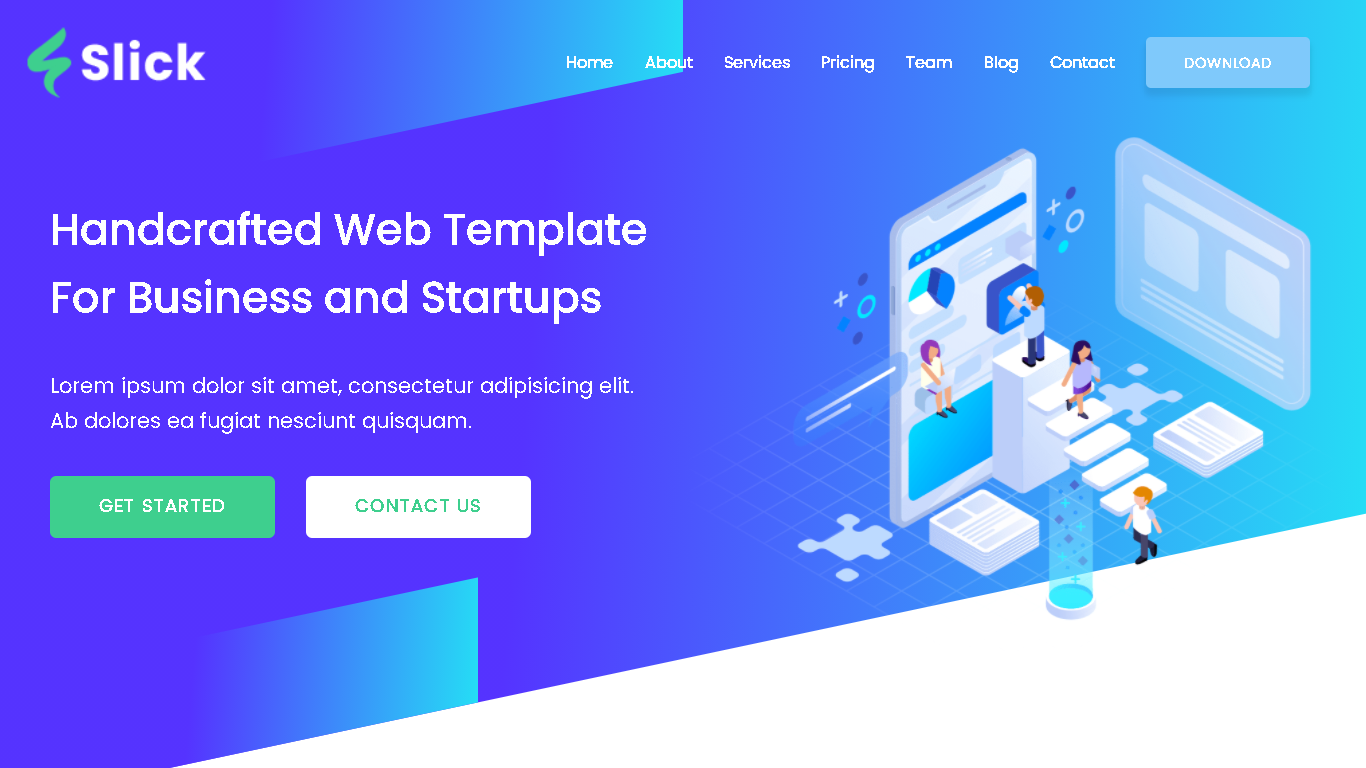 Slick
Home About Services Pricing Team Blog Contact DOWNLOAD
Handcrafted Web Template
For Business and Startups
Lorem ipsum dolor sit amet, consectetur adipisicing elit.
Ab dolores ea fugiat nesciunt quisquam.
GET STARTED CONTACT US